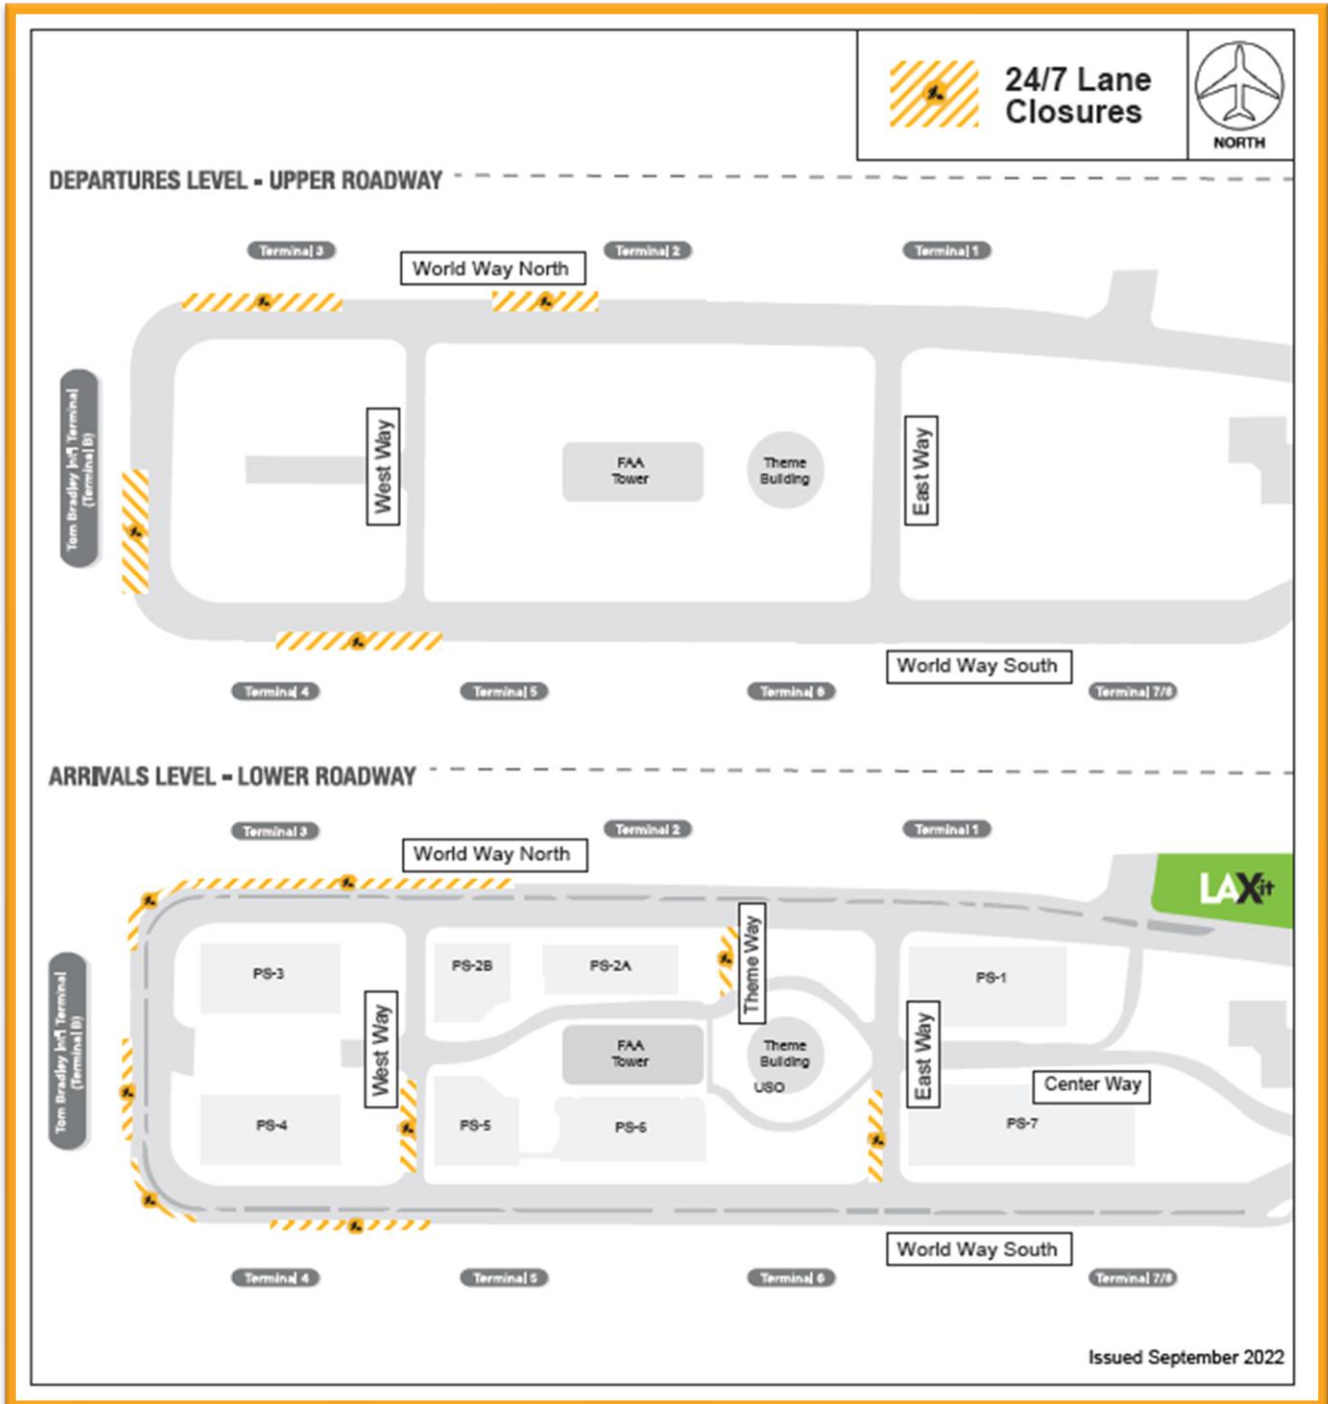 24/7 Lane
Closures
NORTH
DEPARTURES LEVEL - UPPER ROADWAY
Terminal 3
World Way North
Terminal 2
Terminal 1
Tom Bradley Int'l Terminal
(Terminal B)
West Way
FAA
Tower
Theme
Building
East Way
World Way South
Terminal 4
Terminal 5
Terminal 6
Terminal 7/8
ARRIVALS LEVEL - LOWER ROADWAY
Terminal 3
World Way North
Terminal 2
Terminal 1
LAXit
PS-3
PS-2B
PS-2A
Theme Way
PS-1
Tom Bradley Int'l Terminal
(Terminal B)
West Way
FAA
Tower
Theme
Building
USO
East Way
Center Way
PS-4
PS-5
PS-6
PS-7
World Way South
Terminal 4
Terminal 5
Terminal 6
Terminal 7/8
Issued September 2022